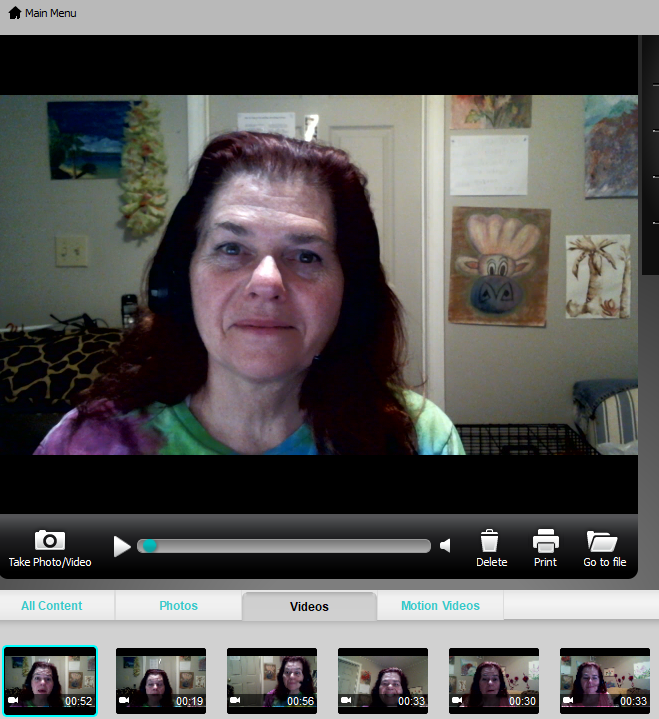 Main Menu
Take Photo/Video
Delete
Print
Go to file
All Content
Photos
Videos
Motion Videos
00:52
00:19
00:56
00:33
00:30
00:33